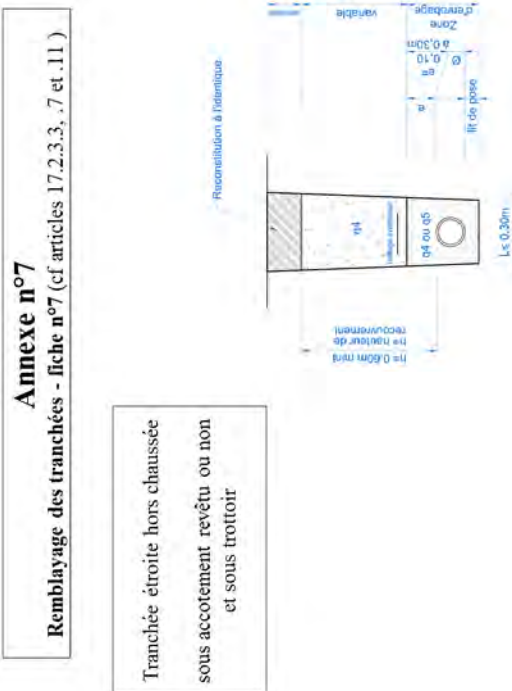 Annexe n°7
Remblayage des tranchées - fiche n°7 (cf articles 17.2.3.3, .7 et .11 )
Tranchée étroite hors chaussée
sous accotement revêtu ou non
et sous trottoir
Reconstitution à l'identique
variable
Zone
d'enrobage
e=
0,10
à 0,30m
e
Ø
lit de pose
q4
q4 ou q5
h= 0.60m mini
h= hauteur de
recouvrement
L≤ 0.30m